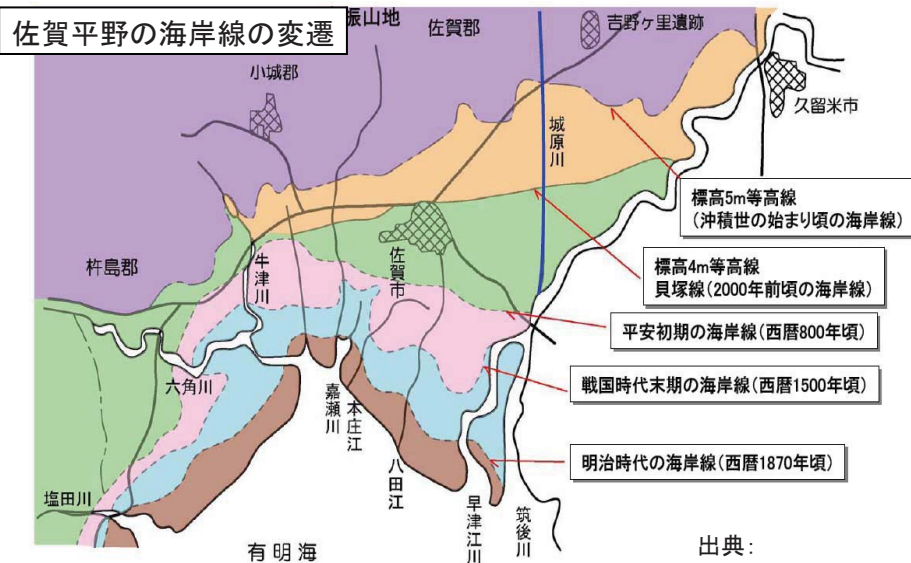 佐賀平野の海岸線の変遷
振山地
佐賀郡
吉野ヶ里遺跡
小城郡
久留米市
城原川
標高5m等高線
(沖積世の始まり頃の海岸線)
標高4m等高線
貝塚線(2000年前頃の海岸線)
杵島郡
牛津川
佐賀市
平安初期の海岸線(西暦800年頃)
六角川
戦国時代末期の海岸線(西暦1500年頃)
嘉瀬川
本庄江
八田江
明治時代の海岸線(西暦1870年頃)
塩田川
早津江川
筑後川
有明海
出典：